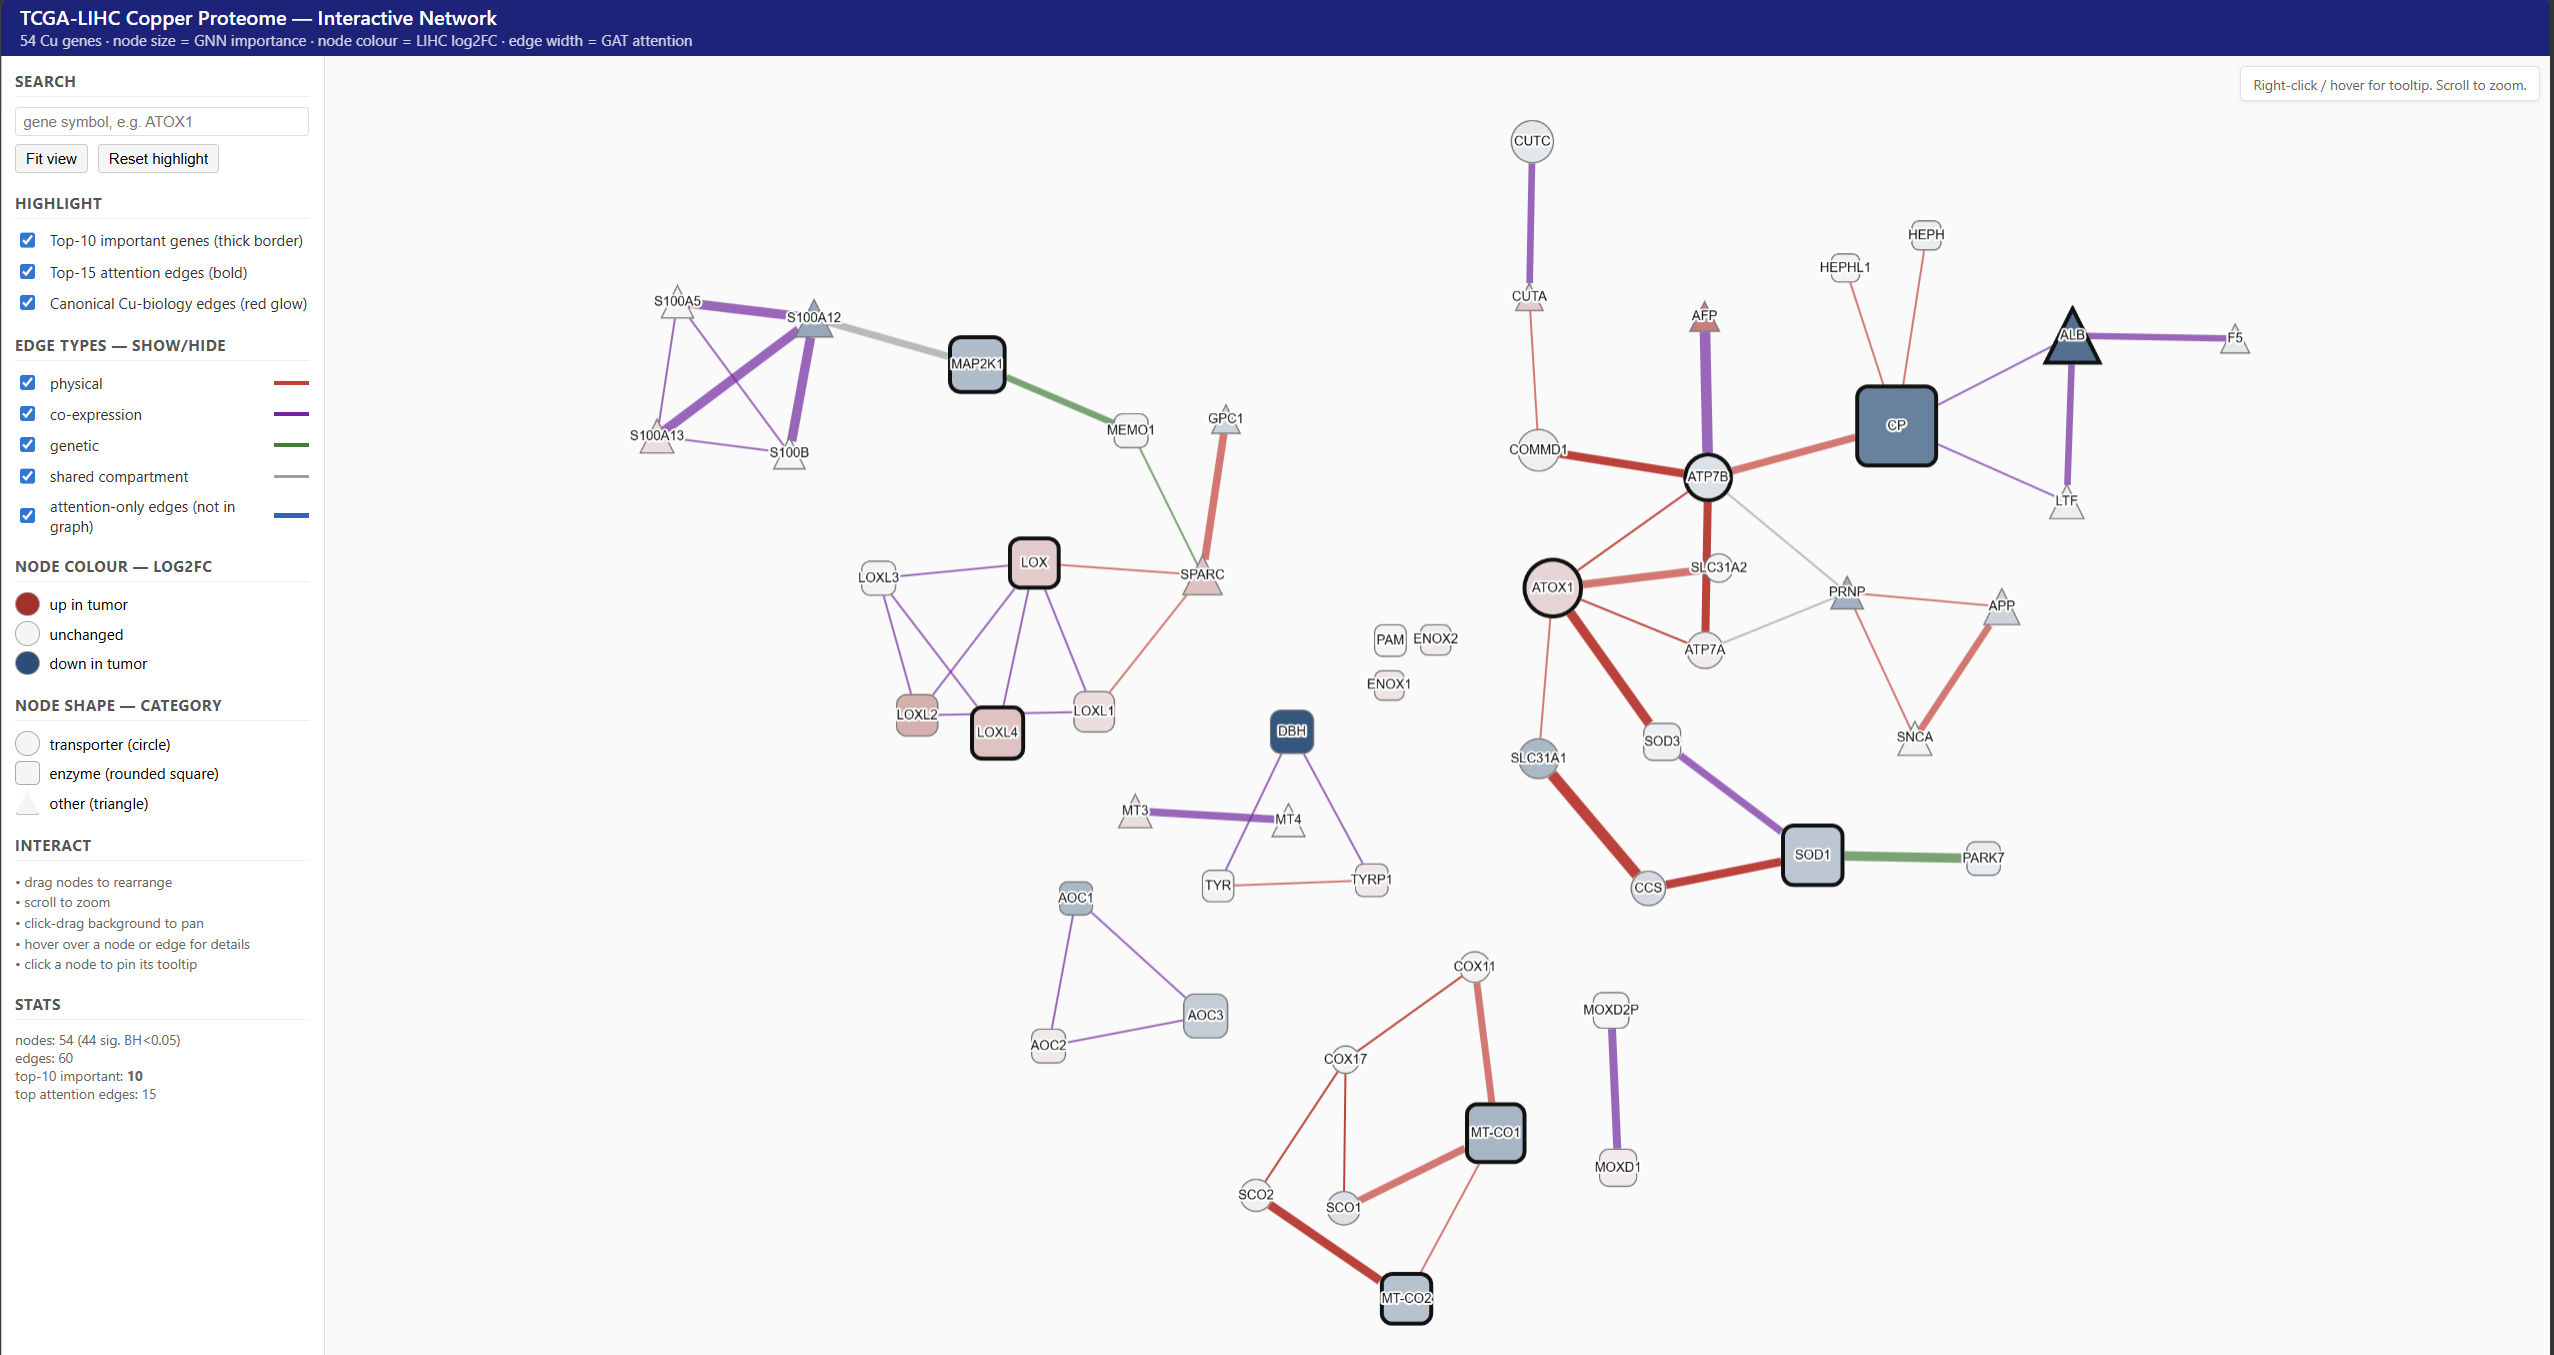 TCGA-LIHC Copper Proteome — Interactive Network
54 Cu genes · node size = GNN importance · node colour = LIHC log2FC · edge width = GAT attention
SEARCH
gene symbol, e.g. ATOX1
Fit view
Reset highlight
HIGHLIGHT
Top-10 important genes (thick border)
Top-15 attention edges (bold)
Canonical Cu-biology edges (red glow)
EDGE TYPES — SHOW/HIDE
physical
co-expression
genetic
shared compartment
attention-only edges (not in
graph)
NODE COLOUR — LOG2FC
up in tumor
unchanged
down in tumor
NODE SHAPE — CATEGORY
transporter (circle)
enzyme (rounded square)
other (triangle)
INTERACT
• drag nodes to rearrange
• scroll to zoom
• click-drag background to pan
• hover over a node or edge for details
• click a node to pin its tooltip
STATS
nodes: 54 (44 sig. BH<0.05)
edges: 60
top-10 important: 10
top attention edges: 15
Right-click / hover for tooltip. Scroll to zoom.
CUTC
HEPH
HEPHL1
CUTA
S100A5
S100A12
AFP
ALB
F5
MAP2K1
GPC1
CP
MEMO1
S100A13
S100B
COMMD1
ATP7B
LTF
LOX
LOXL3
SPARC
SLC31A2
ATOX1
PRNP
APP
PAM
ENOX2
ATP7A
ENOX1
LOXL2
LOXL4
LOXL1
DBH
SOD3
SNCA
SLC31A1
MT3
MT4
SOD1
PARK7
TYR
TYRP1
CCS
AOC1
COX11
AOC3
MOXD2P
AOC2
COX17
MT-CO1
MOXD1
SCO2
SCO1
MT-CO2